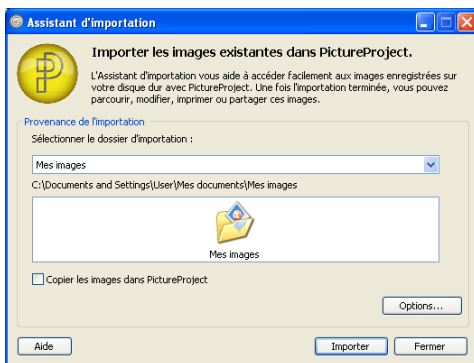 Assistant d'importation
Importer les images existantes dans PictureProject.
L'Assistant d'importation vous aide à accéder facilement aux images enregistrées sur
votre disque dur avec PictureProject. Une fois l'importation terminée, vous pouvez
parcourir, modifier, imprimer ou partager ces images.
Provenance de l'importation
Sélectionner le dossier d'importation :
Mes images
C:\Documents and Settings\User\Mes documents\Mes images
Mes images
Copier les images dans PictureProject
Options...
Aide
Importer
Fermer